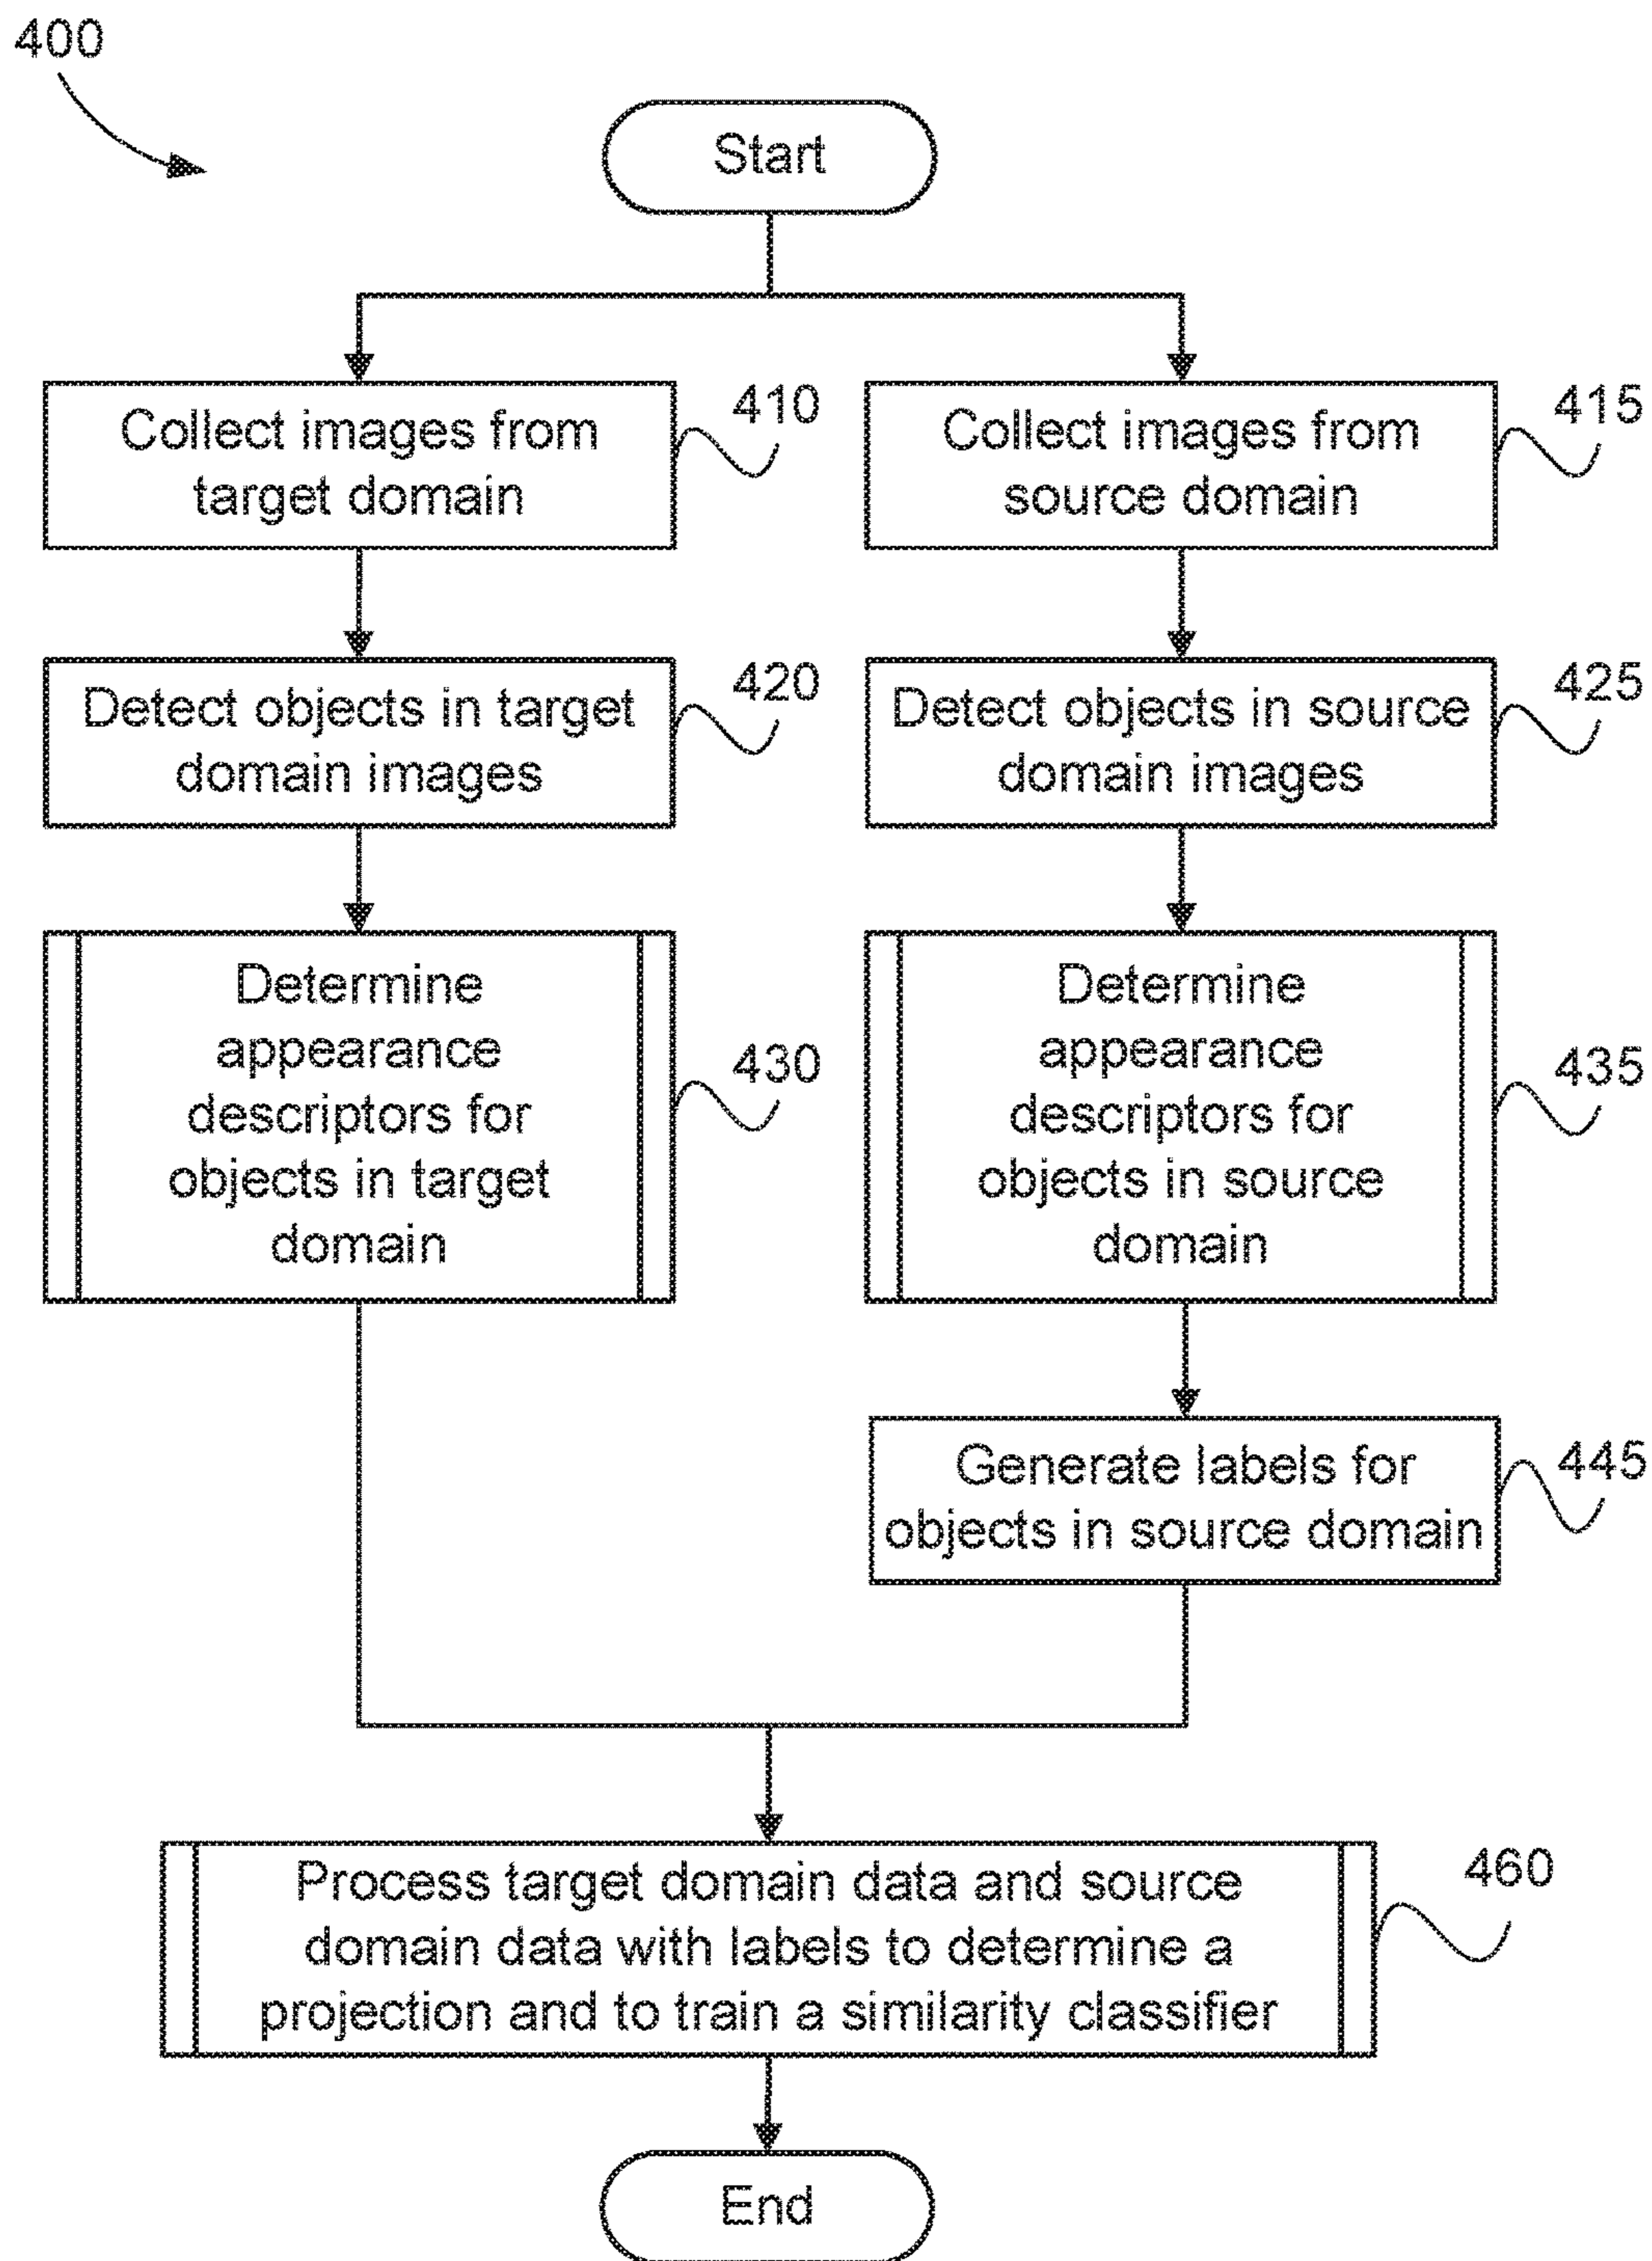 400
Start
Collect images from
target domain
410
Collect images from
source domain
415
Detect objects in target
domain images
420
Detect objects in source
domain images
425
Determine
appearance
descriptors for
objects in target
domain
430
Determine
appearance
descriptors for
objects in source
domain
435
Generate labels for
objects in source domain
445
Process target domain data and source
domain data with labels to determine a
projection and to train a similarity classifier
460
End